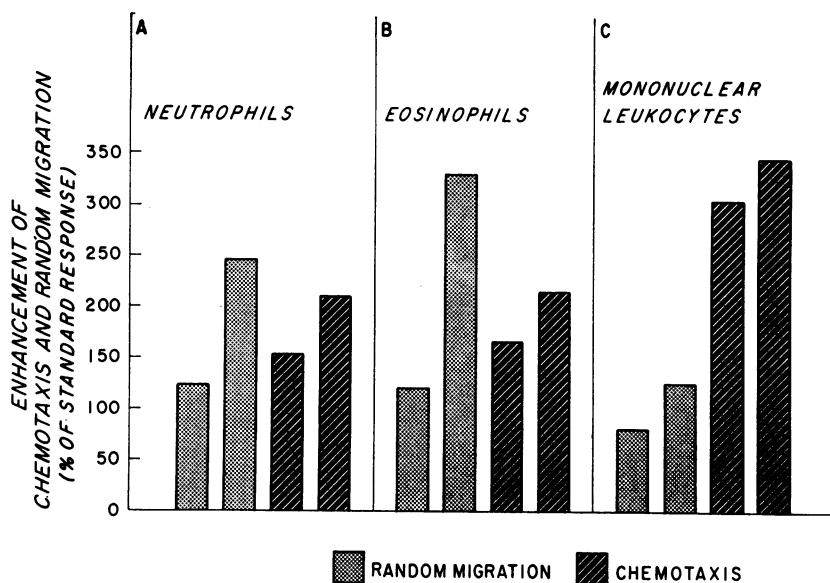 A
B
C
NEUTROPHILS
EOSINOPHILS
MONONUCLEAR
LEUKOCYTES
ENHANCEMENT OF
CHEMOTAXIS AND RANDOM MIGRATION
(% OF STANDARD RESPONSE)
350
300
250
200
150
100
50
0
RANDOM MIGRATION
CHEMOTAXIS